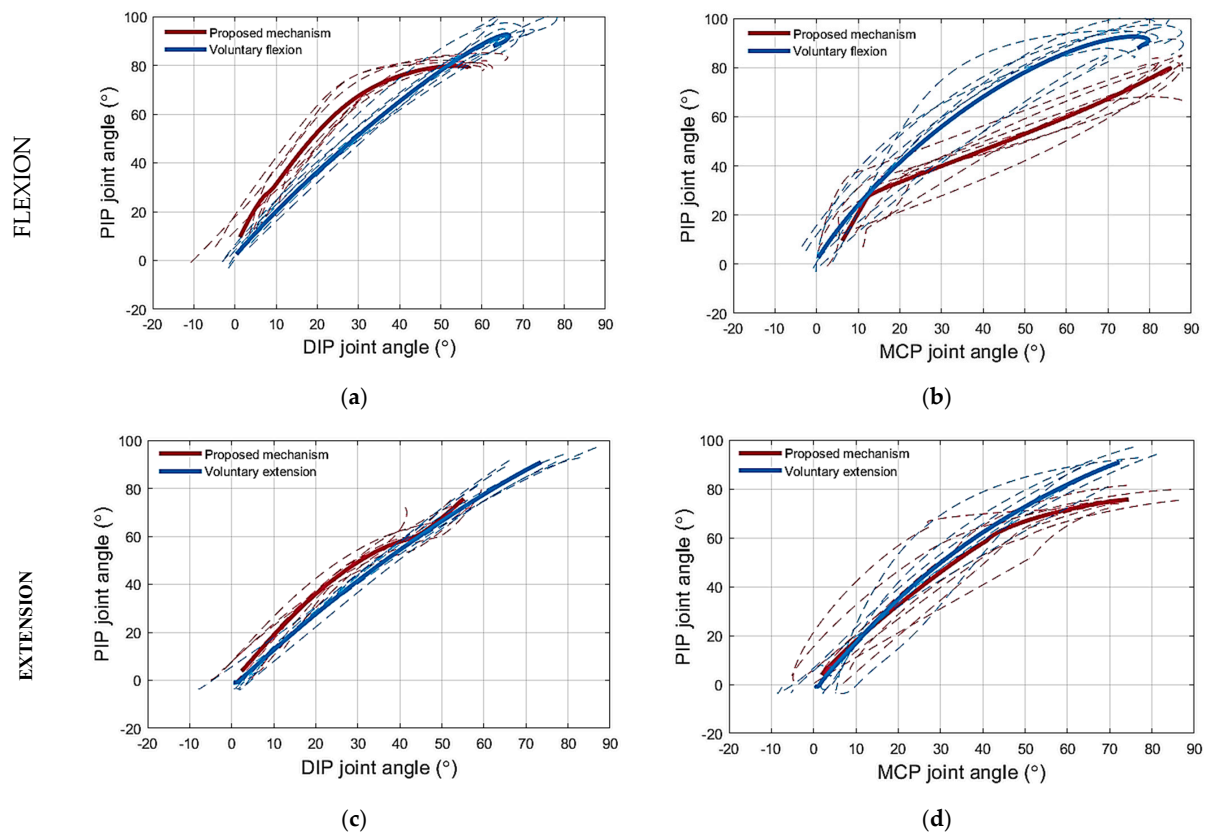 FLEXION
100
80
60
40
20
0
-20
PIP joint angle (°)
Proposed mechanism
Voluntary flexion
-20 -10 0 10 20 30 40 50 60 70 80 90
DIP joint angle (°)
(a)
100
80
60
40
20
0
-20
PIP joint angle (°)
Proposed mechanism
Voluntary flexion
-20 -10 0 10 20 30 40 50 60 70 80 90
MCP joint angle (°)
(b)
EXTENSION
100
80
60
40
20
0
-20
PIP joint angle (°)
Proposed mechanism
Voluntary extension
-20 -10 0 10 20 30 40 50 60 70 80 90
DIP joint angle (°)
(c)
100
80
60
40
20
0
-20
PIP joint angle (°)
Proposed mechanism
Voluntary extension
-20 -10 0 10 20 30 40 50 60 70 80 90
MCP joint angle (°)
(d)